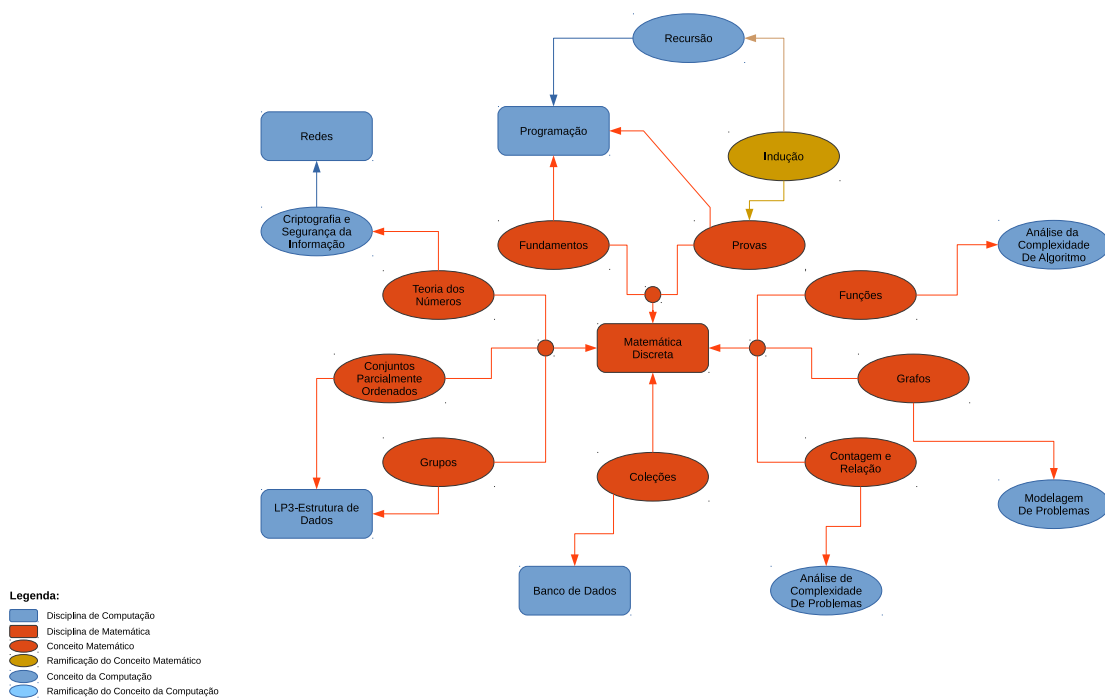 Recursão
Redes
Programação
Indução
Criptografia e
Segurança da
Informação
Fundamentos
Provas
Análise da
Complexidade
De Algoritmo
Teoria dos
Números
Funções
Matemática
Discreta
Conjuntos
Parcialmente
Ordenados
Grafos
Grupos
Coleções
Contagem e
Relação
LP3-Estrutura de
Dados
Modelagem
De Problemas
Banco de Dados
Análise de
Complexidade
De Problemas
Legenda:
Disciplina de Computação
Disciplina de Matemática
Conceito Matemático
Ramificação do Conceito Matemático
Conceito da Computação
Ramificação do Conceito da Computação